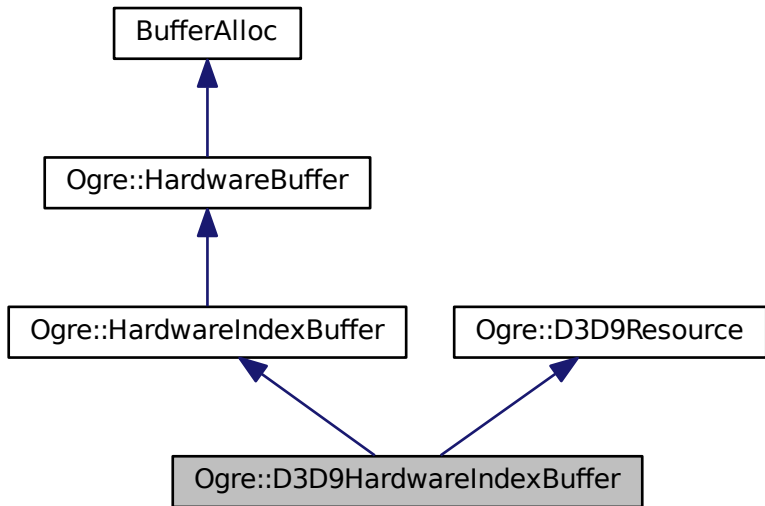 BufferAlloc
Ogre::HardwareBuffer
Ogre::HardwareIndexBuffer
Ogre::D3D9Resource
Ogre::D3D9HardwareIndexBuffer